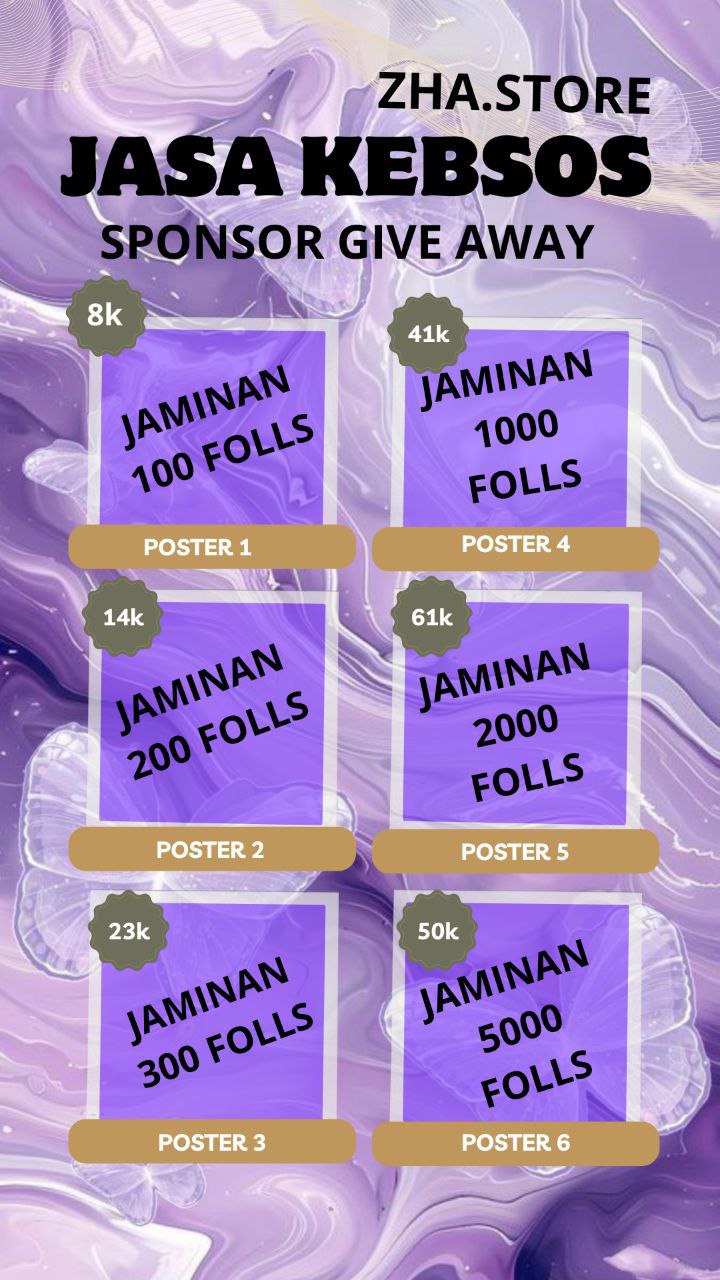 ZHA.STORE
JASA KEBSOS
SPONSOR GIVE AWAY
8k
JAMINAN
100 FOLLS
POSTER 1
41k
JAMINAN
1000
FOLLS
POSTER 4
14k
JAMINAN
200 FOLLS
POSTER 2
61k
JAMINAN
2000
FOLLS
POSTER 5
23k
JAMINAN
300 FOLLS
POSTER 3
50k
JAMINAN
5000
FOLLS
POSTER 6